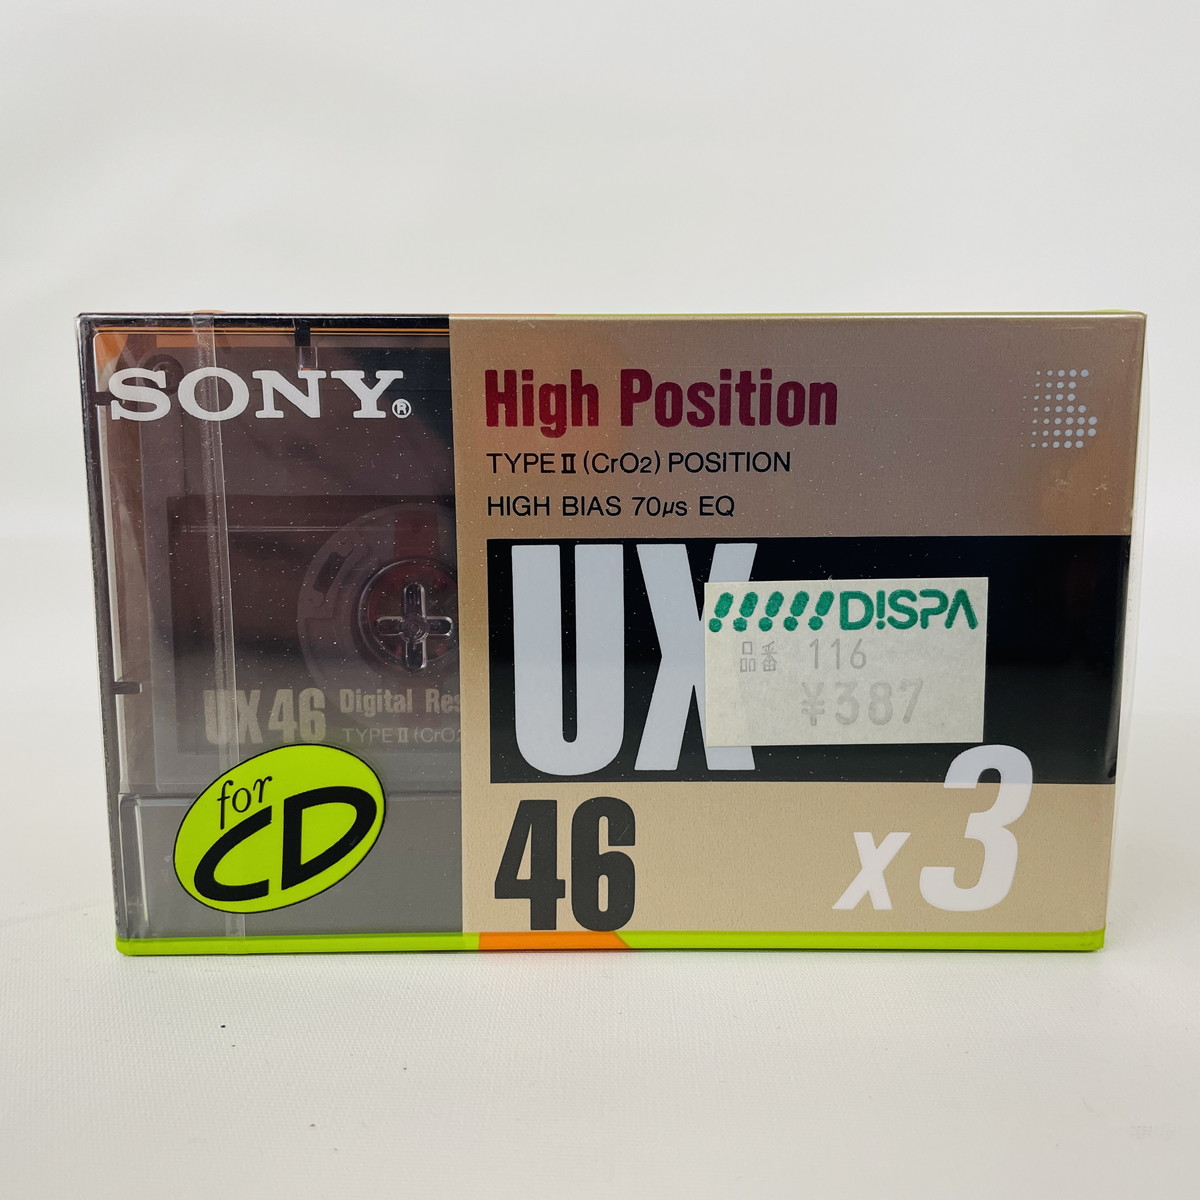 SONY®
High Position
TYPE II (CrO2) POSITION
HIGH BIAS 70μs EQ
UX
!!!!!!D!SPA
品番 116
¥387
UX46 Digital Res
TYPE II (CrO2
for
CD
46
x3